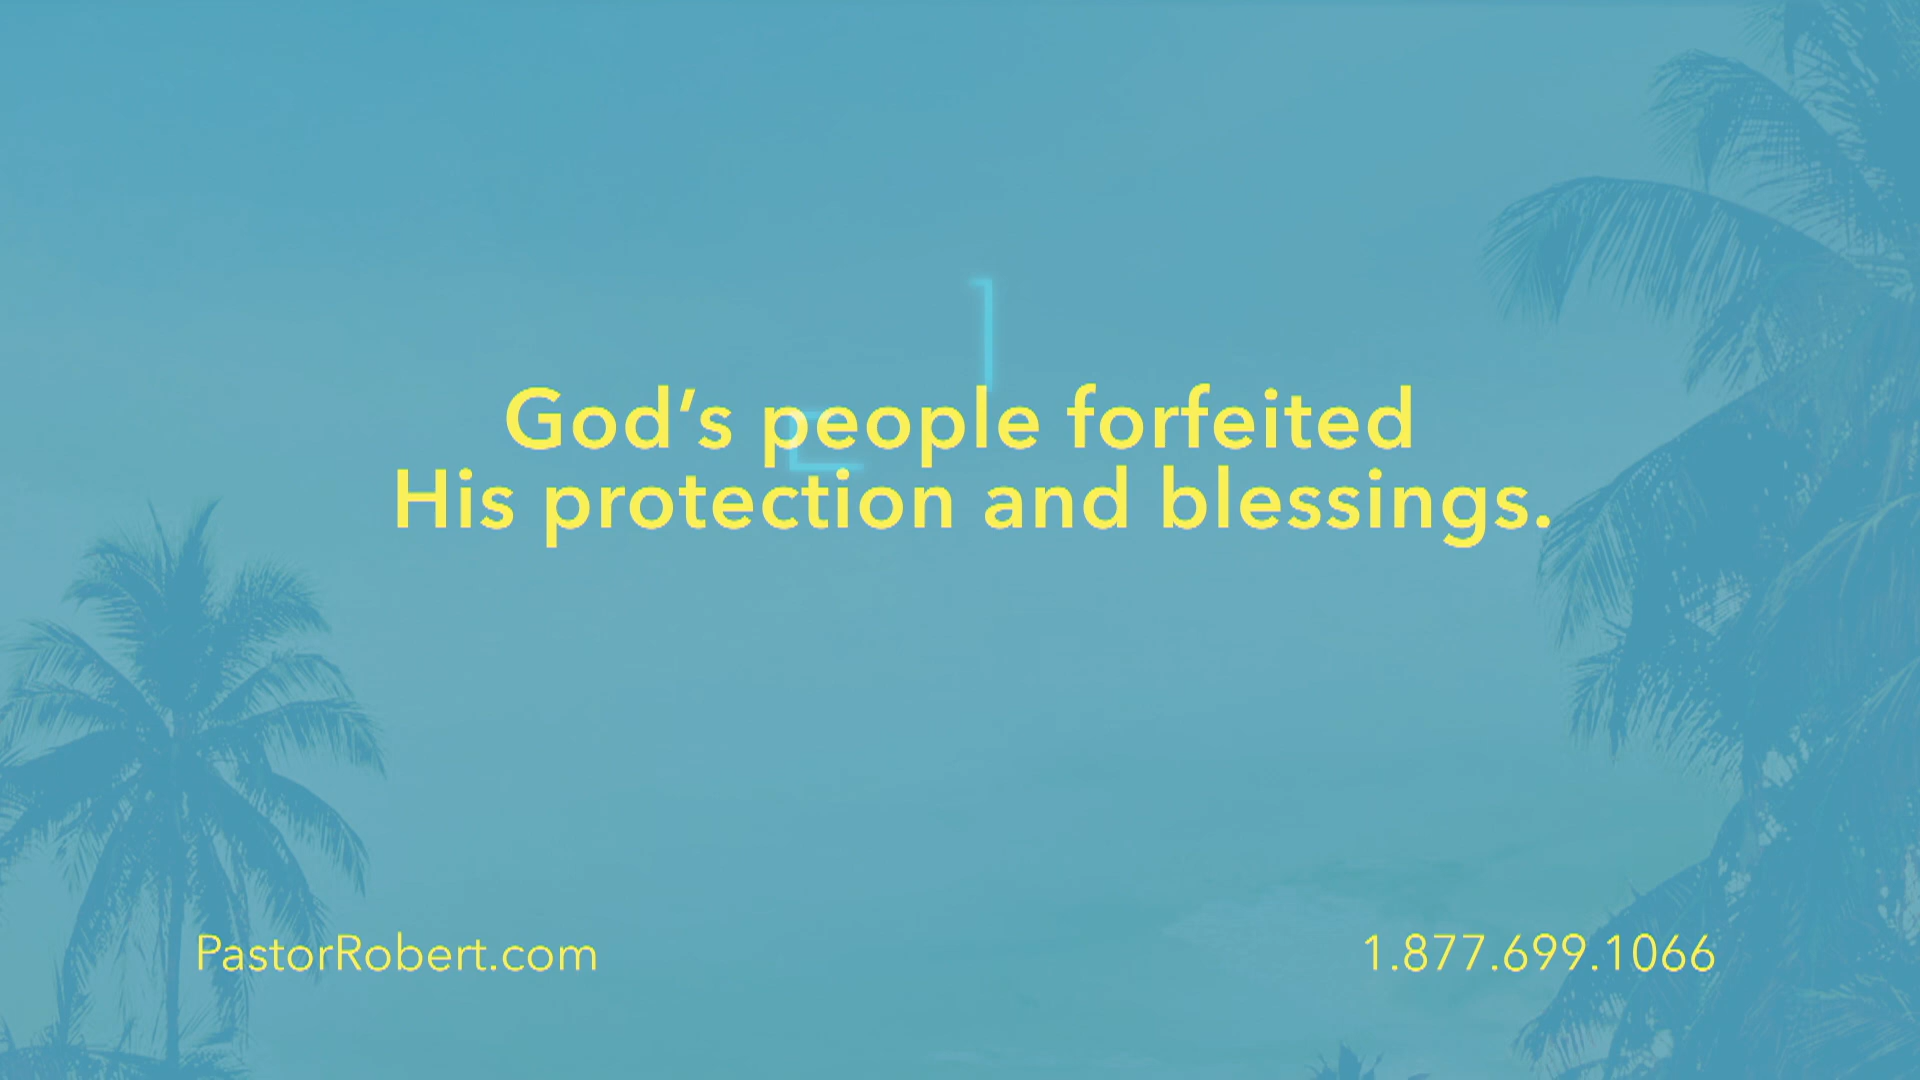 God’s people forfeited
His protection and blessings.
PastorRobert.com
1.877.699.1066